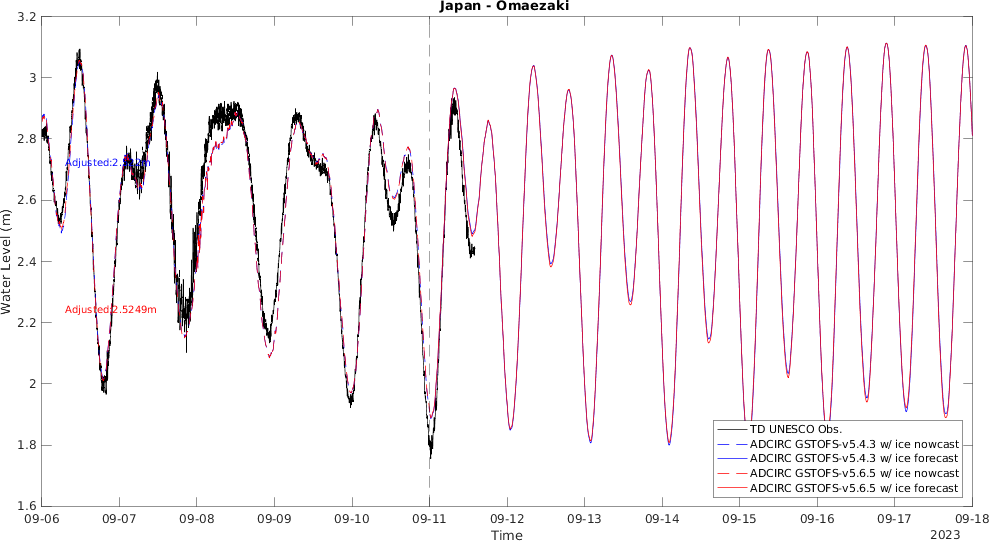 Japan - Omaezaki
3.2
3
2.8
2.6
2.4
2.2
2
1.8
1.6
Water Level (m)
Adjusted:2.5249m
TD UNESCO Obs.
ADCIRC GSTOFS-v5.4.3 w/ ice nowcast
ADCIRC GSTOFS-v5.4.3 w/ ice forecast
ADCIRC GSTOFS-v5.6.5 w/ ice nowcast
ADCIRC GSTOFS-v5.6.5 w/ ice forecast
09-06 09-07 09-08 09-09 09-10 09-11 09-12 09-13 09-14 09-15 09-16 09-17 09-18
Time
2023